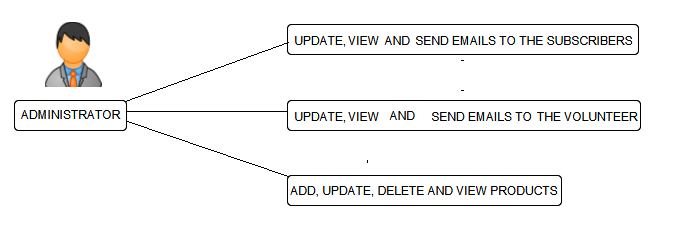 UPDATE, VIEW AND SEND EMAILS TO THE SUBSCRIBERS
ADMINISTRATOR
UPDATE, VIEW AND SEND EMAILS TO THE VOLUNTEER
ADD, UPDATE, DELETE AND VIEW PRODUCTS